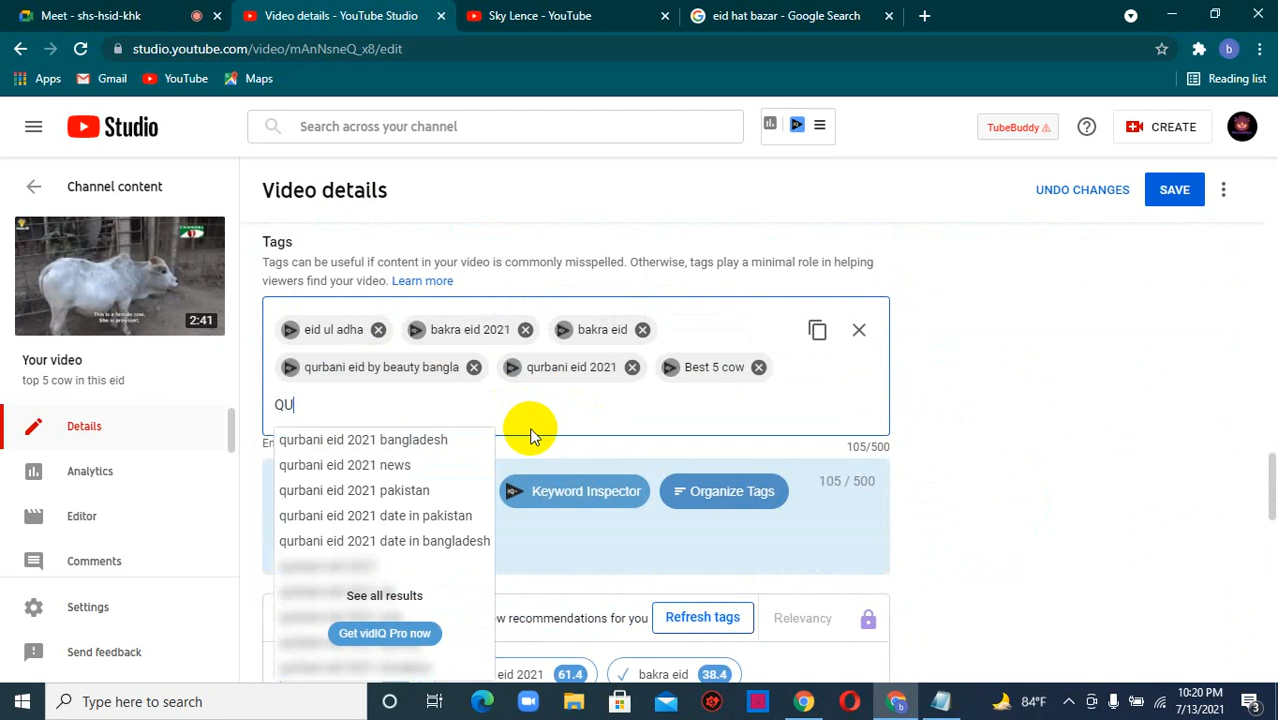 Meet - shs-hsid-khk
Video details - YouTube Studio
Sky Lence - YouTube
eid hat bazar - Google Search
studio.youtube.com/video/mAnNsneQ_x8/edit
b
Apps
Gmail
YouTube
Maps
Reading list
Studio
Search across your channel
TubeBuddy
CREATE
Channel content
Video details
UNDO CHANGES
SAVE
CHANNEL
This is a female cow.
2:41
Your video
top 5 cow in this eid
Details
Analytics
Editor
Comments
Settings
Send feedback
Tags
Tags can be useful if content in your video is commonly misspelled. Otherwise, tags play a minimal role in helping
viewers find your video. Learn more
eid ul adha
bakra eid 2021
bakra eid
qurbani eid by beauty bangla
qurbani eid 2021
Best 5 cow
QU
En
105/500
qurbani eid 2021 bangladesh
qurbani eid 2021 news
qurbani eid 2021 pakistan
qurbani eid 2021 date in pakistan
qurbani eid 2021 date in bangladesh
See all results
Get vidIQ Pro now
Keyword Inspector
Organize Tags
105 / 500
ew recommendations for you
Refresh tags
Relevancy
eid 2021 61.4
bakra eid 38.4
Type here to search
84°F
10:20 PM
7/13/2021
3